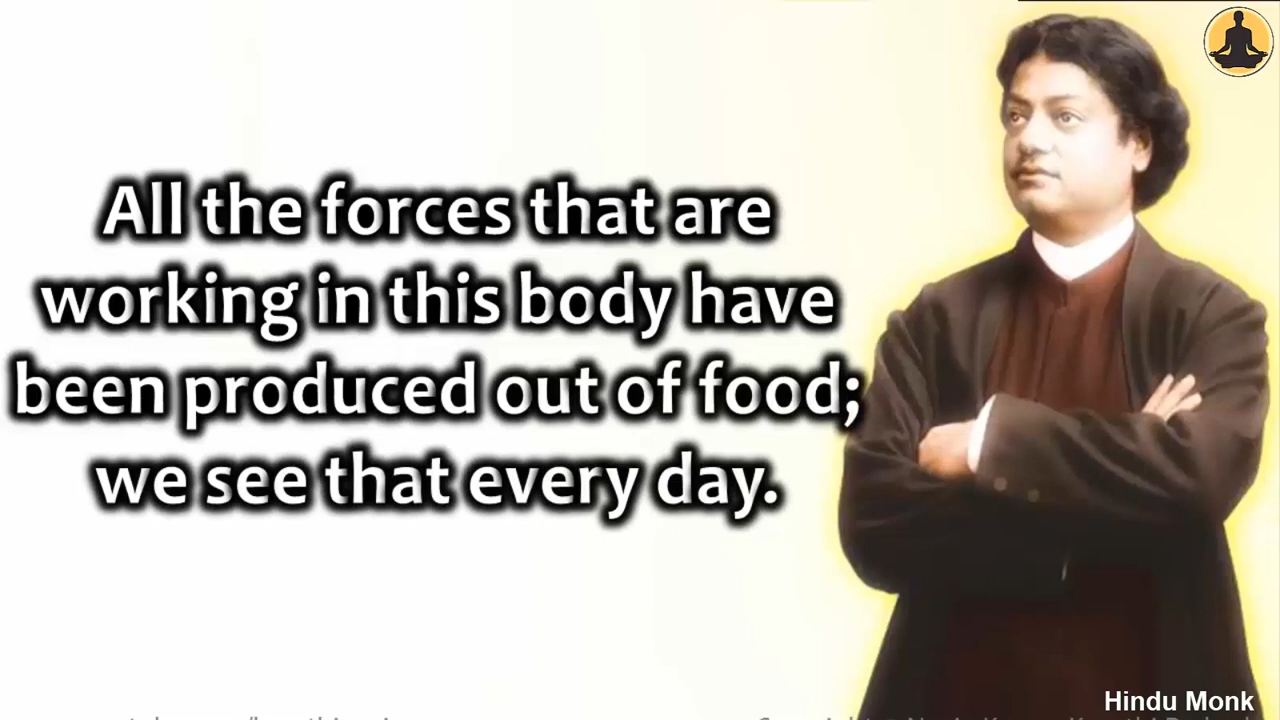 All the forces that are
working in this body have
been produced out of food;
we see that every day.
Hindu Monk